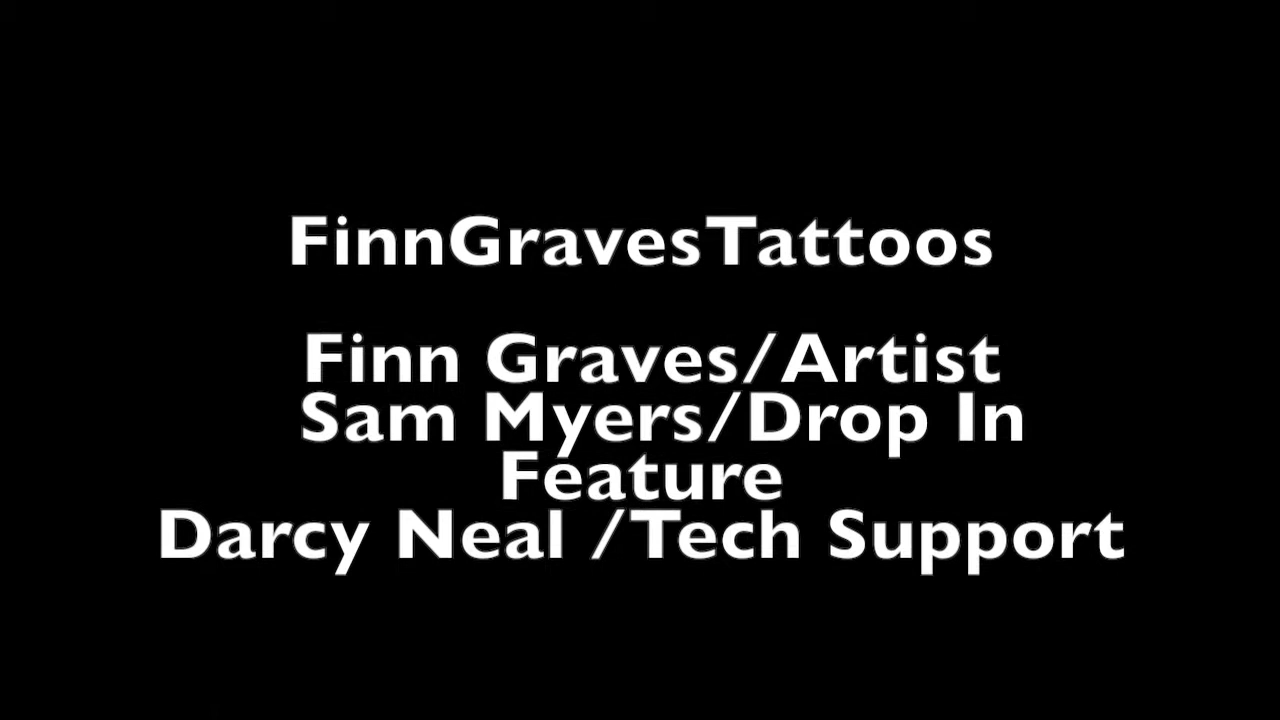 FinnGravesTattoos
Finn Graves/Artist
Sam Myers/Drop In
Feature
Darcy Neal /Tech Support